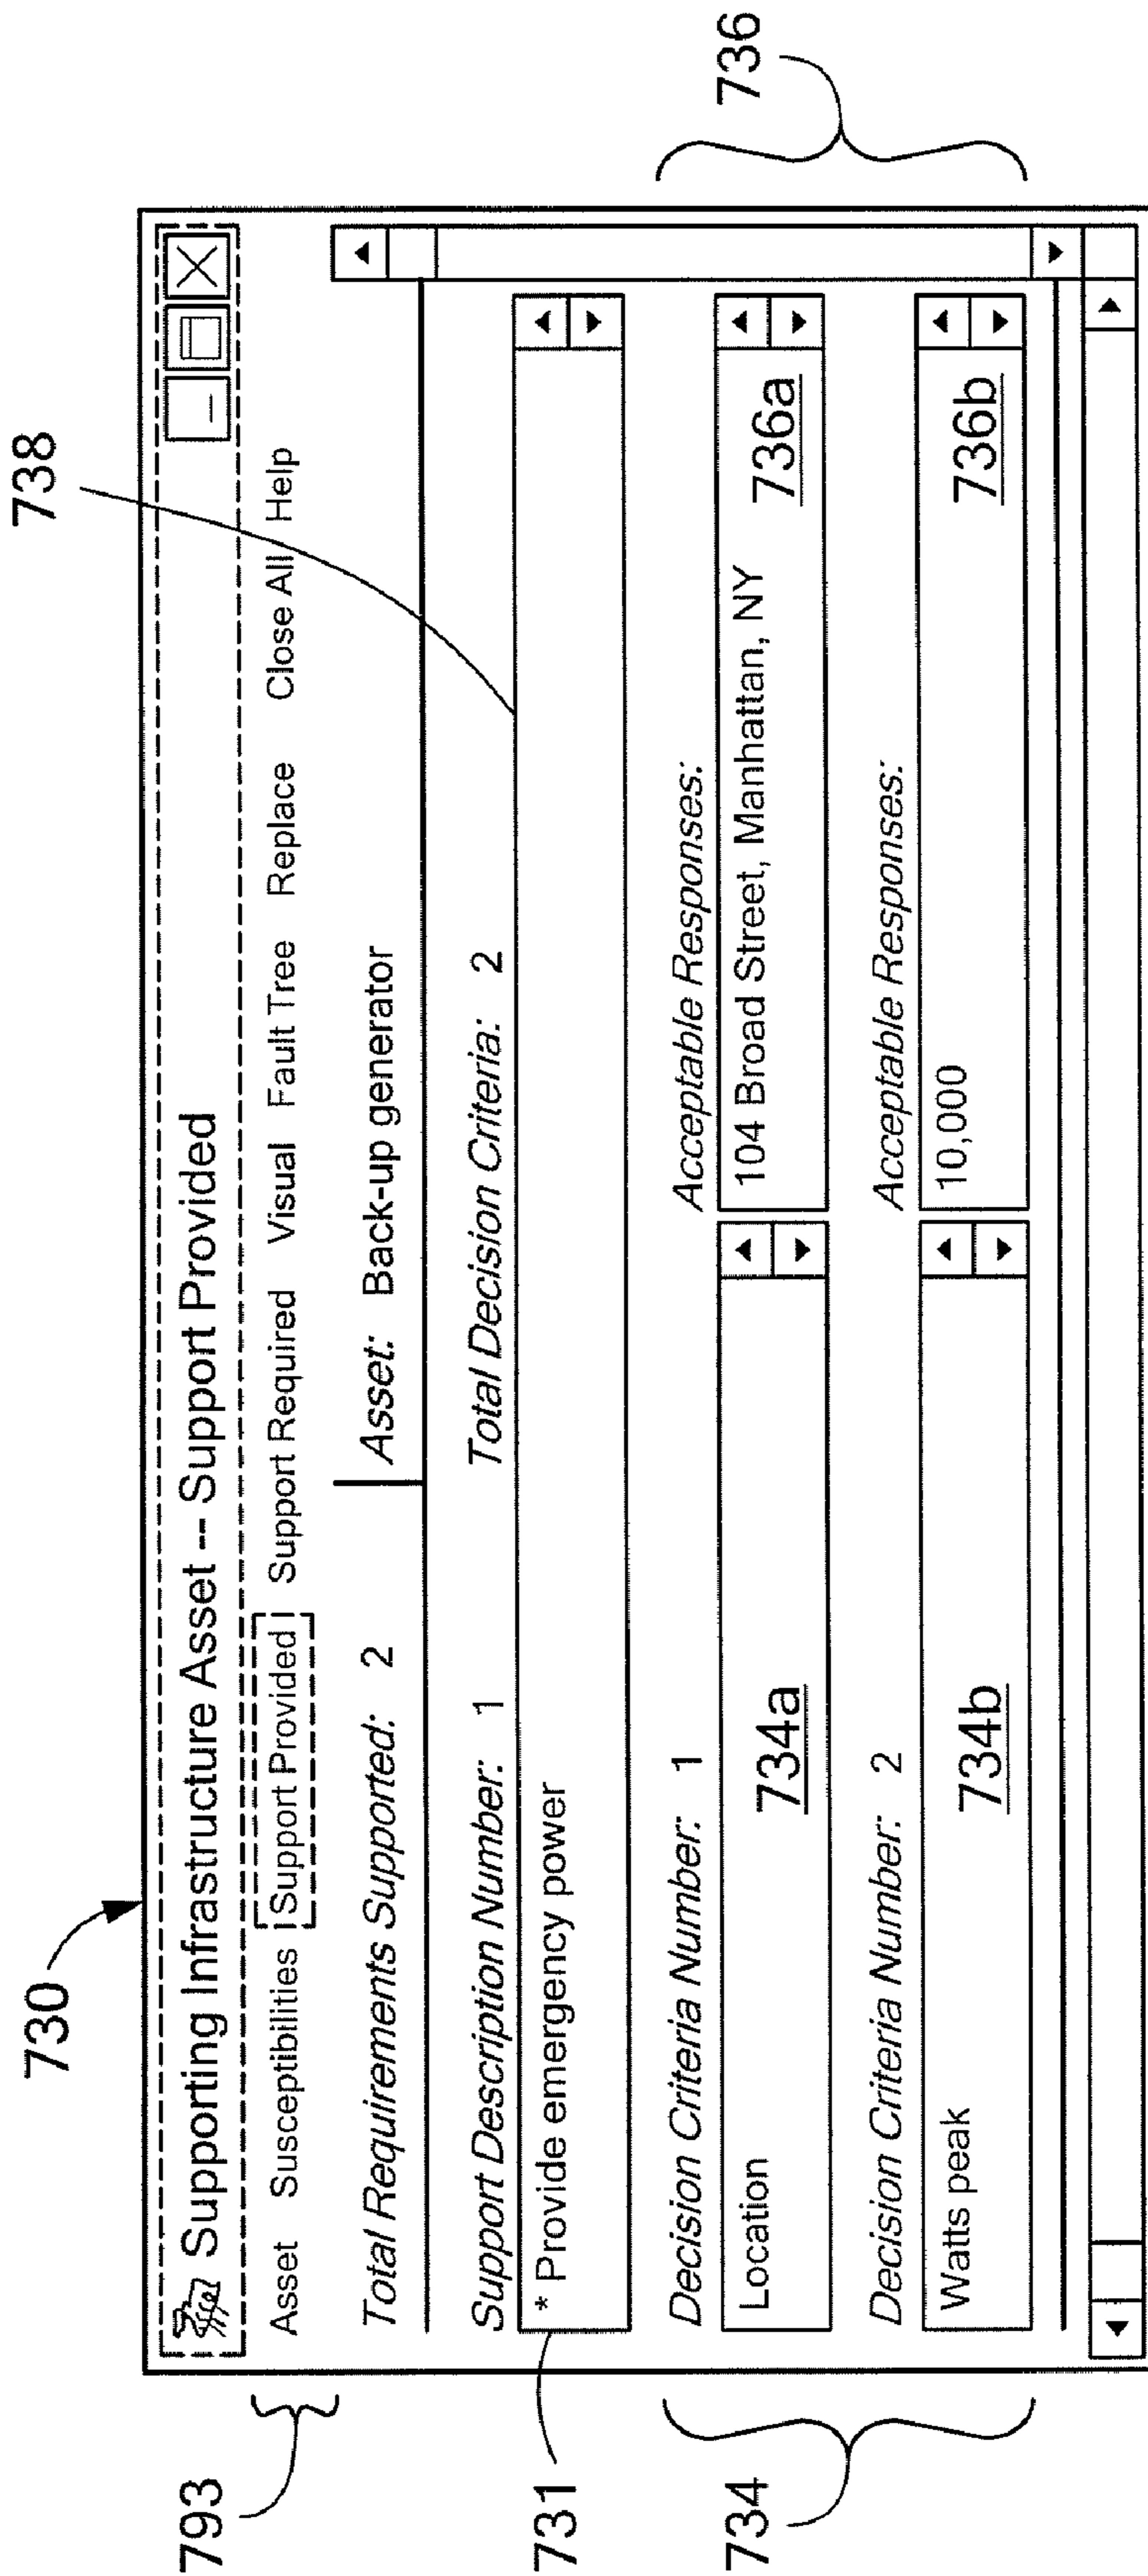 738
730
Supporting Infrastructure Asset -- Support Provided
793
Asset Susceptibilities Support Provided Support Required Visual Fault Tree Replace Close All Help
Total Requirements Supported: 2 Asset: Back-up generator
Support Description Number: 1 Total Decision Criteria: 2
731
* Provide emergency power
736
734
Decision Criteria Number: 1 Acceptable Responses:
Location 734a 104 Broad Street, Manhattan, NY 736a
Decision Criteria Number: 2 Acceptable Responses:
Watts peak 734b 10,000 736b